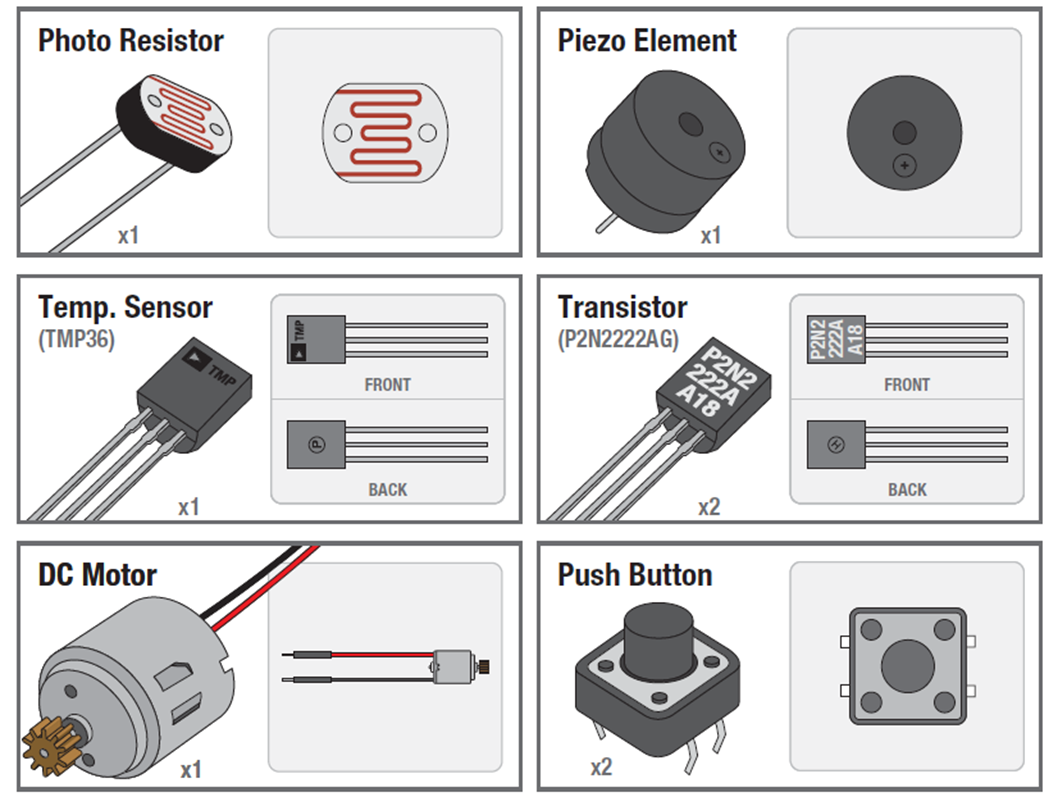 Photo Resistor
x1
Piezo Element
+
+
x1
Temp. Sensor
(TMP36)
TMP
x1
TMP
FRONT
P
BACK
Transistor
(P2N2222AG)
P2N2
222A
A18
x2
P2N2
222A
A18
FRONT
H
BACK
DC Motor
x1
Push Button
x2